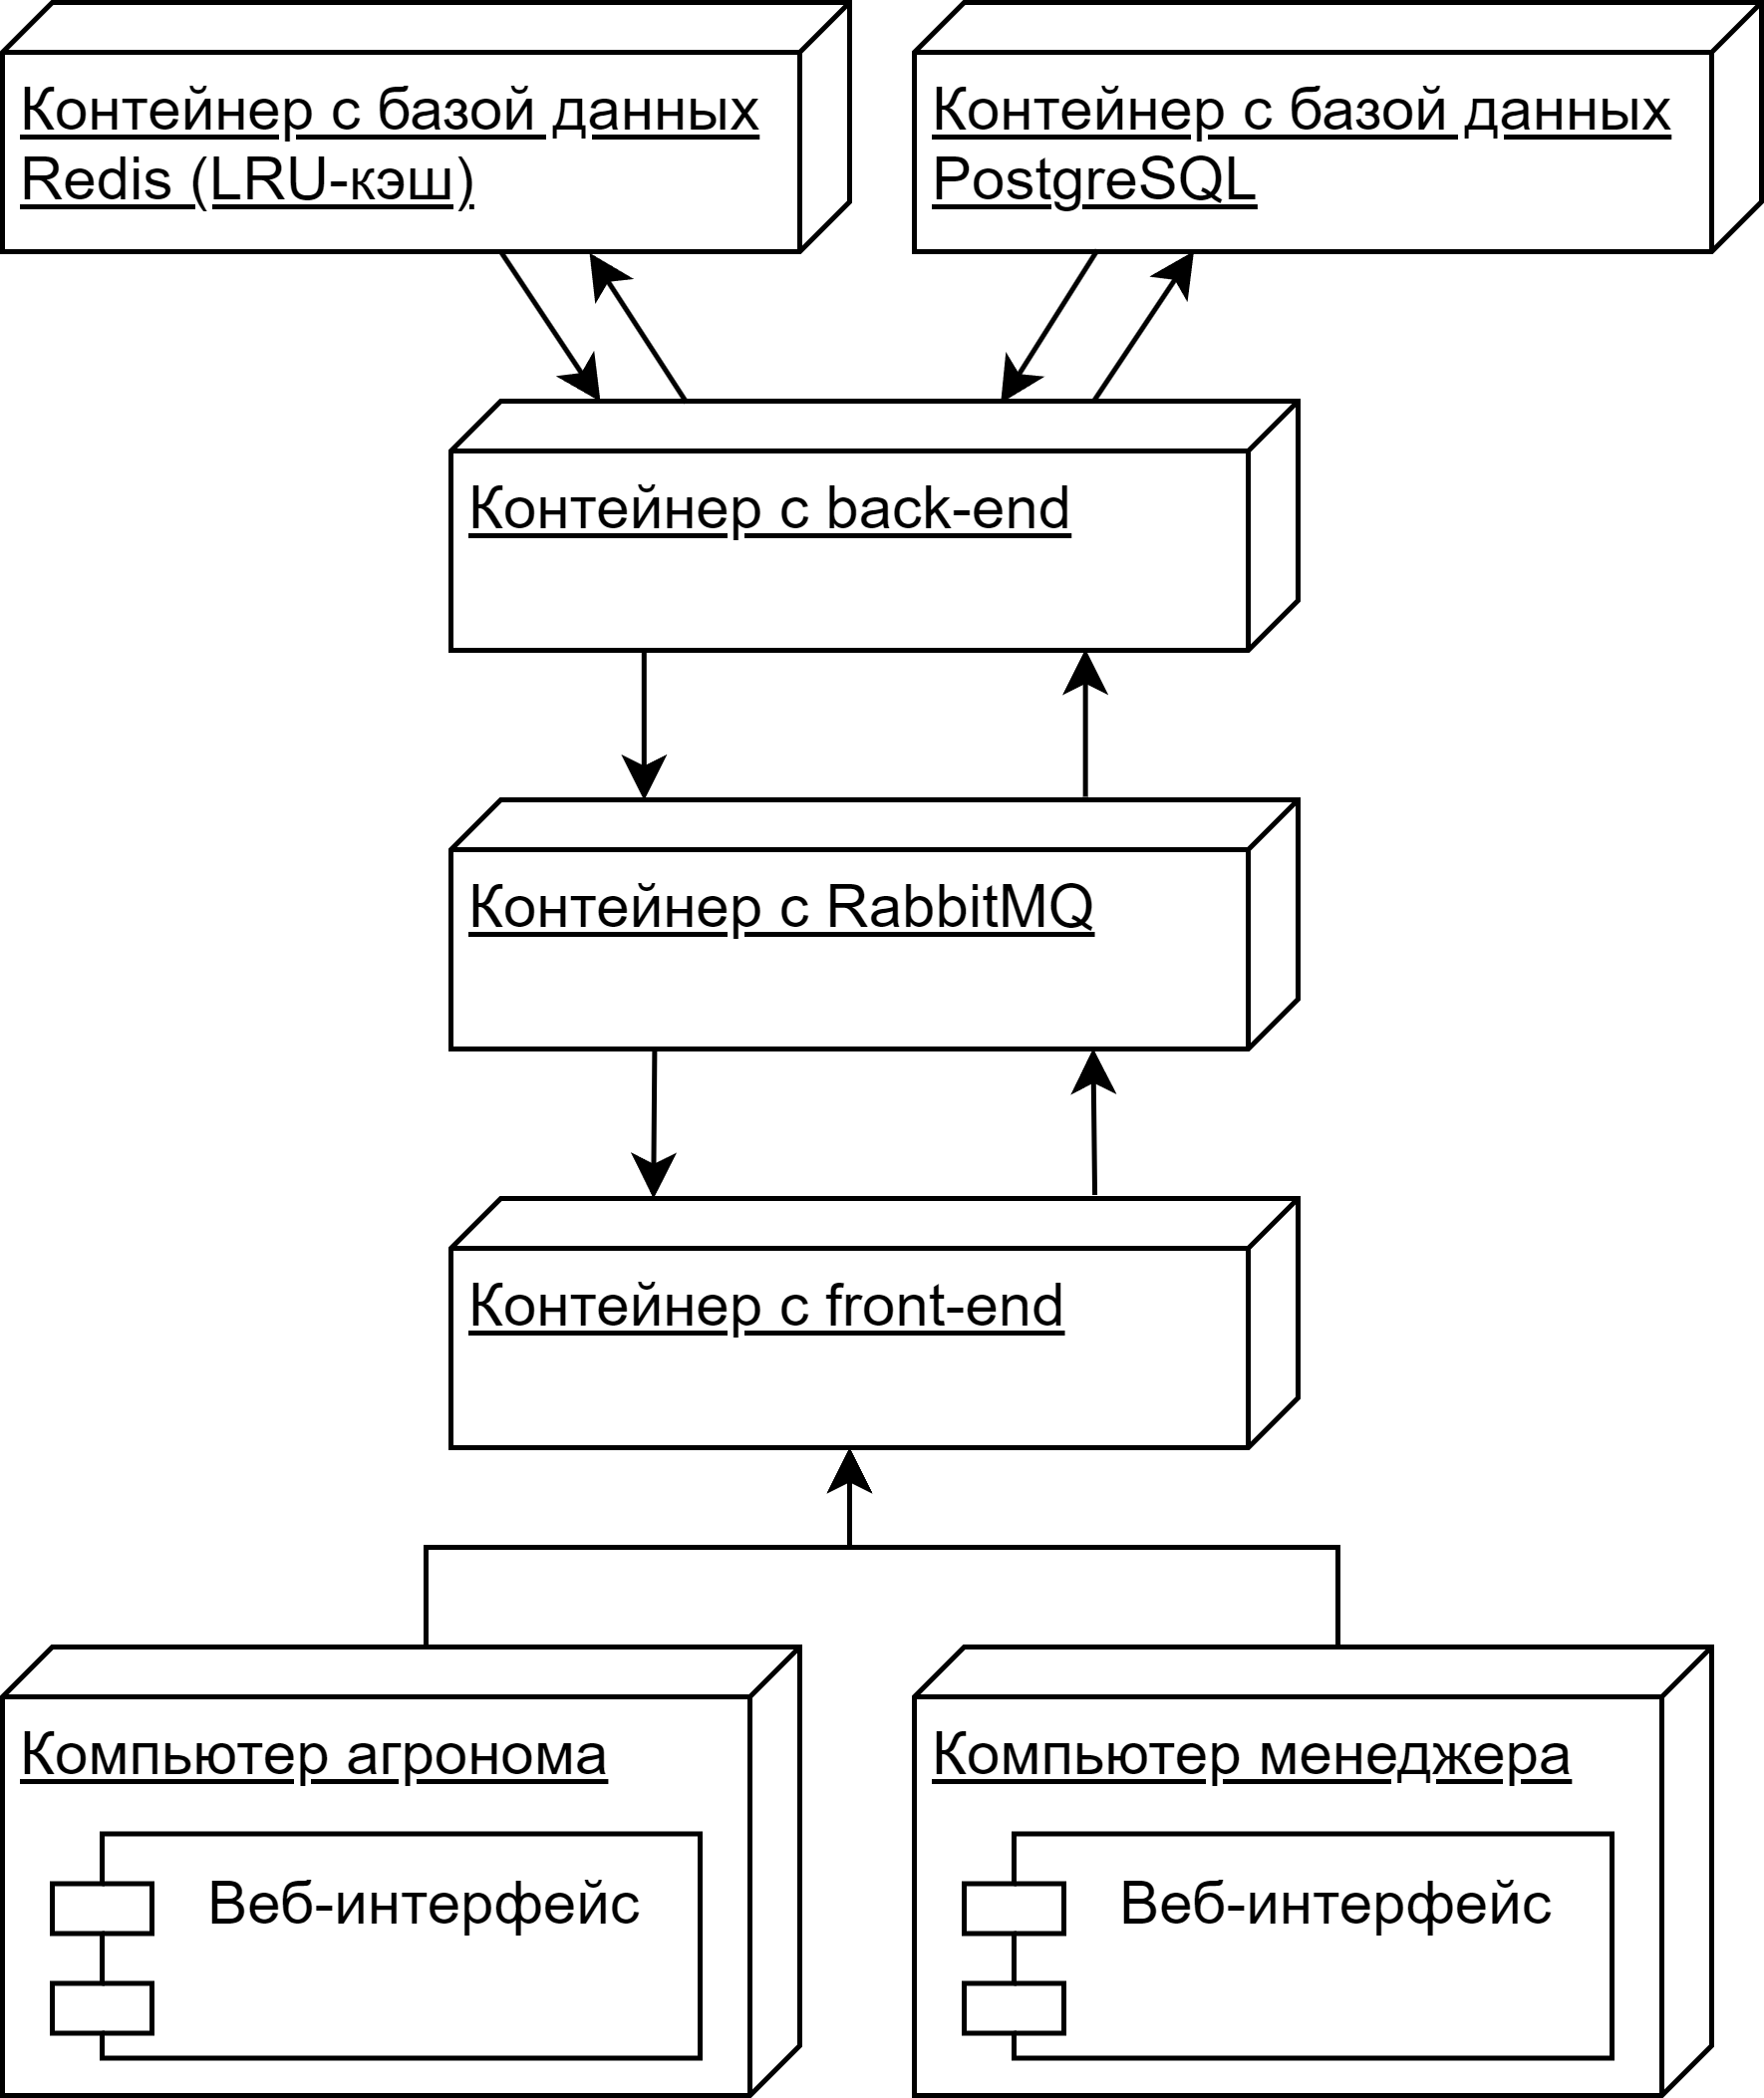 Контейнер с базой данных
Redis (LRU-кэш)
Контейнер с базой данных
PostgreSQL
Контейнер с back-end
Контейнер с RabbitMQ
Контейнер с front-end
Компьютер агронома
Веб-интерфейс
Компьютер менеджера
Веб-интерфейс